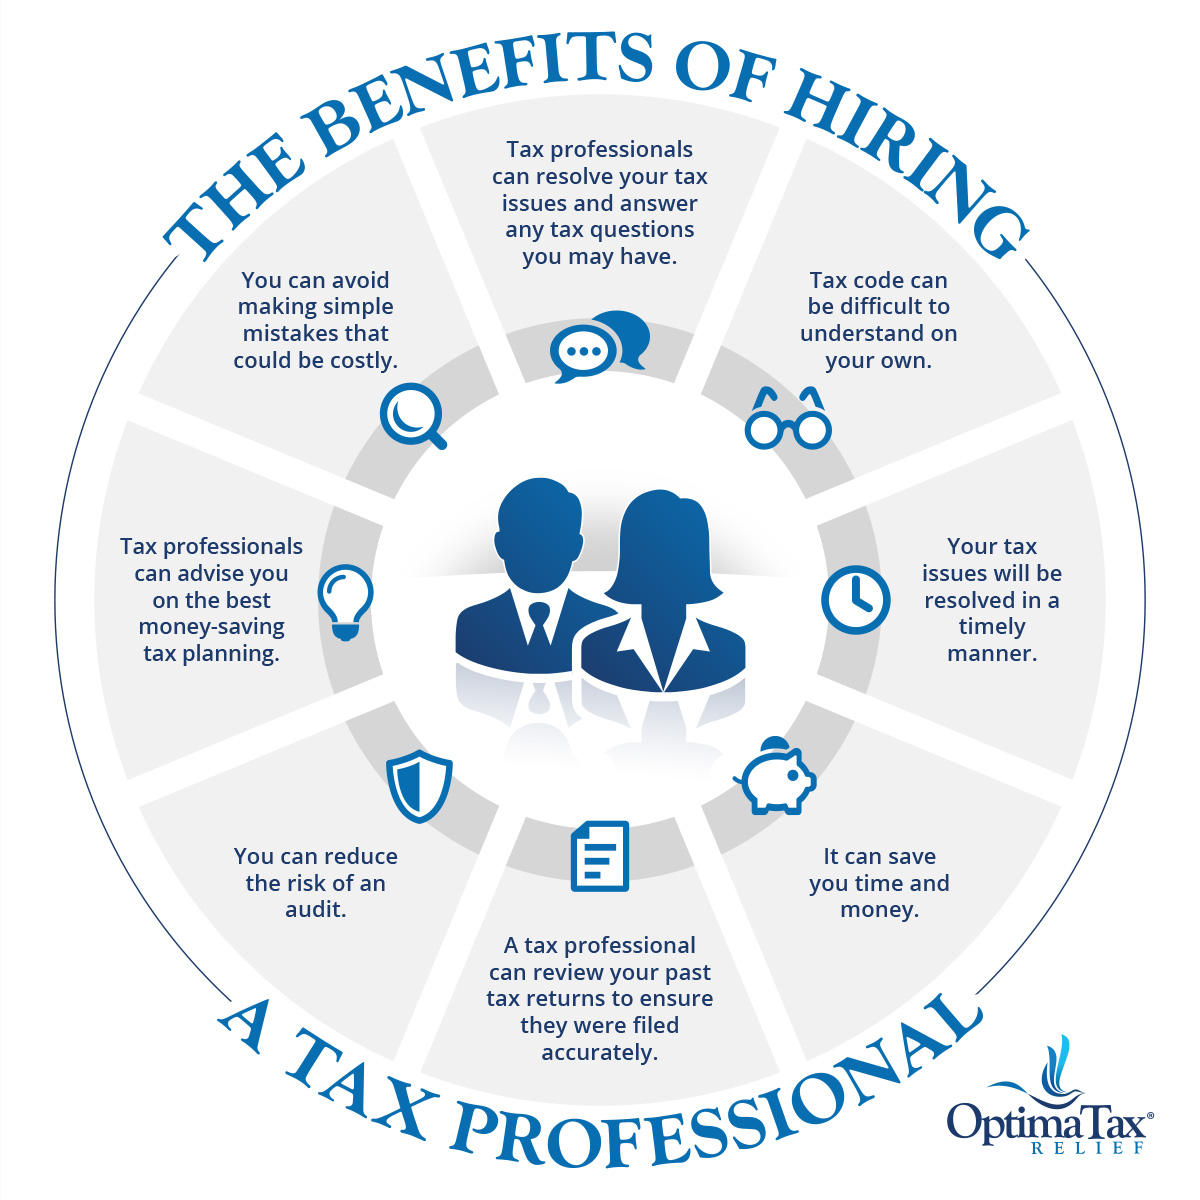 THE BENEFITS OF HIRING
Tax professionals
can resolve your tax
issues and answer
any tax questions
you may have.
Tax code can
be difficult to
understand on
your own.
Your tax
issues will be
resolved in a
timely
manner.
It can save
you time and
money.
A tax professional
can review your past
tax returns to ensure
they were filed
accurately.
You can reduce
the risk of an
audit.
Tax professionals
can advise you
on the best
money-saving
tax planning.
You can avoid
making simple
mistakes that
could be costly.
A TAX PROFESSIONAL
OptimaTax®
RELIEF